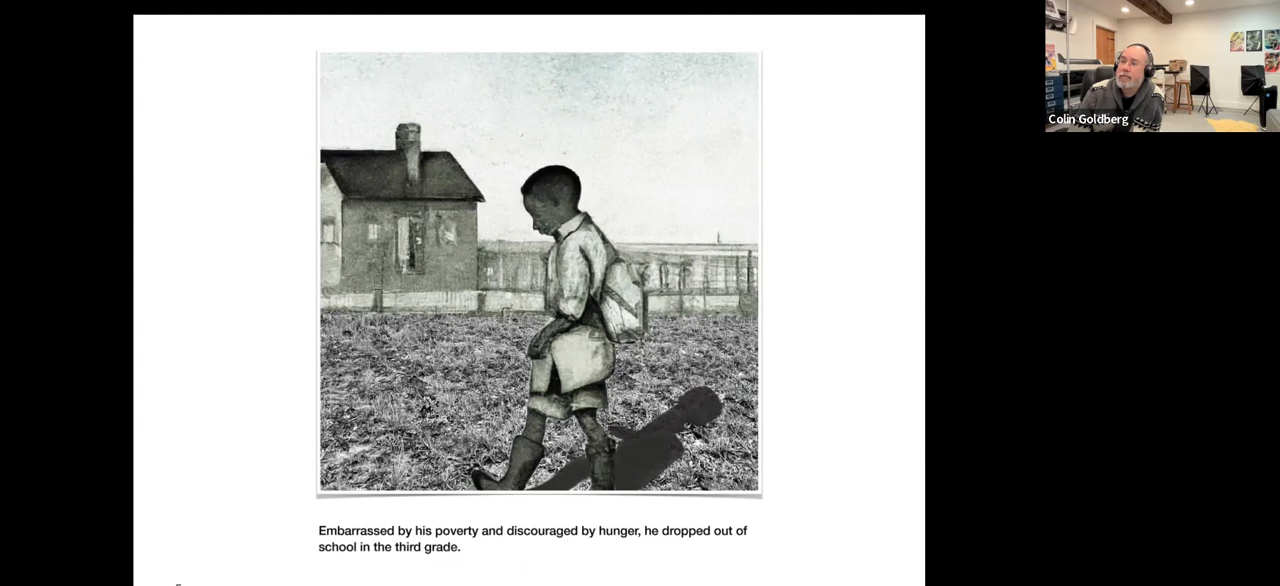 Colin Goldberg
Embarrassed by his poverty and discouraged by hunger, he dropped out of
school in the third grade.